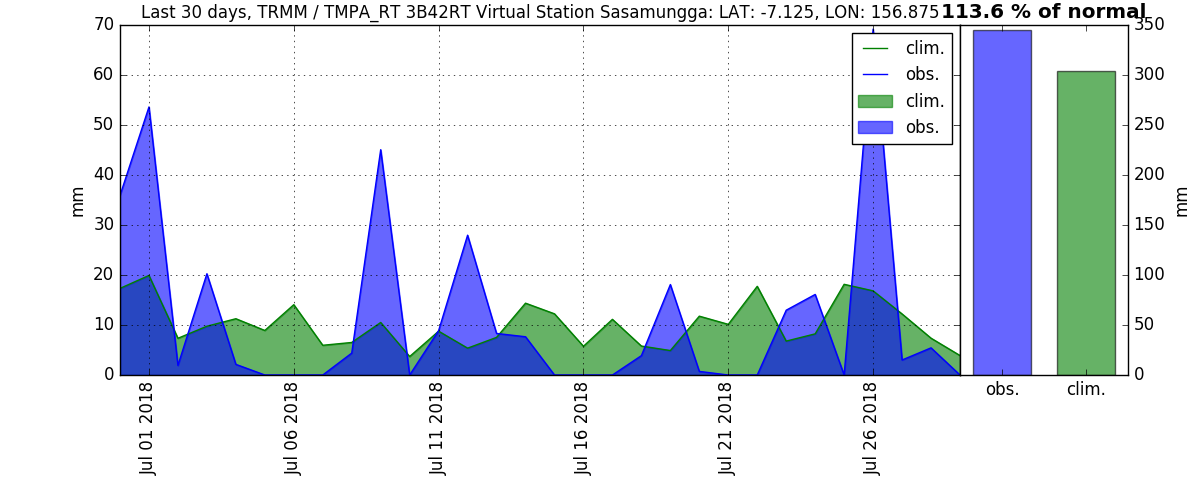 Last 30 days, TRMM / TMPA_RT 3B42RT Virtual Station Sasamungga: LAT: -7.125, LON: 156.875
113.6 % of normal
70
60
50
40
30
20
10
0
mm
clim.
obs.
clim.
obs.
Jul 01 2018
Jul 06 2018
Jul 11 2018
Jul 16 2018
Jul 21 2018
Jul 26 2018
350
300
250
200
150
100
50
0
mm
obs.
clim.